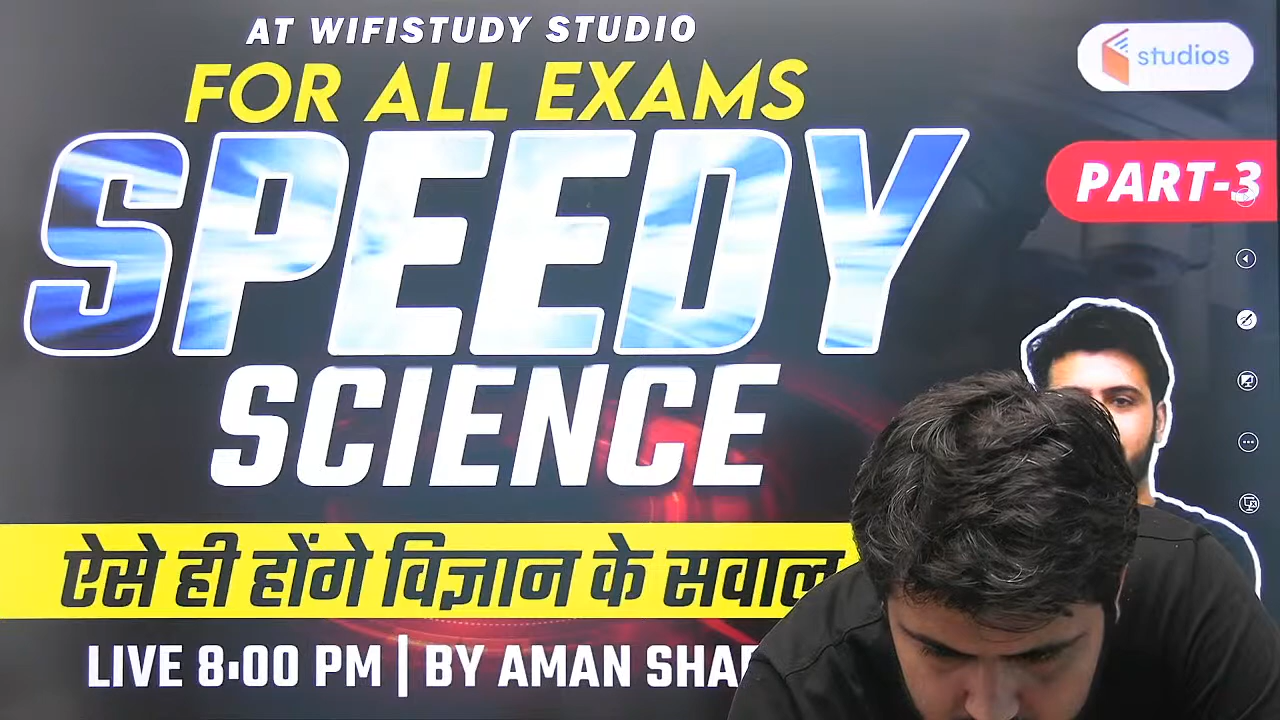 AT WIFISTUDY STUDIO
studios
FOR ALL EXAMS
PART-3
SPEEDY
SCIENCE
ऐसे ही होंगे विज्ञान के सवाल
LIVE 8:00 PM | BY AMAN